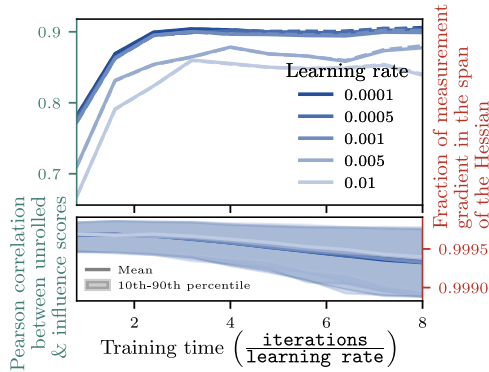 0.9
0.8
0.7
Learning rate
0.0001
0.0005
0.001
0.005
0.01
Pearson correlation
between unrolled
& influence scores
Fraction of measurement
gradient in the span
of the Hessian
Mean
10th-90th percentile
0.9995
0.9990
2
4
6
8
Training time (iterations
learning rate)